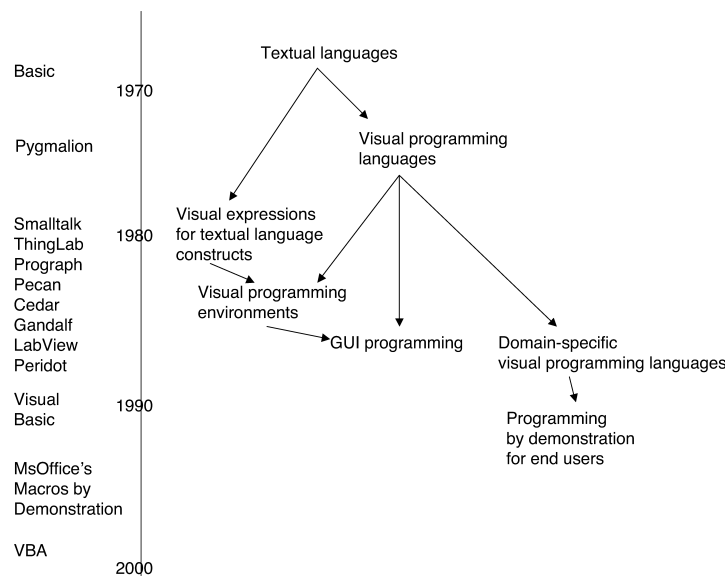 Textual languages
Basic
1970
Visual programming
languages
Pygmalion
Visual expressions
for textual language
constructs
Smalltalk
ThingLab
Prograph
Pecan
Cedar
Gandalf
LabView
Peridot
1980
Visual programming
environments
GUI programming
Domain-specific
visual programming languages
Visual
Basic
1990
Programming
by demonstration
for end users
MsOffice's
Macros by
Demonstration
VBA
2000